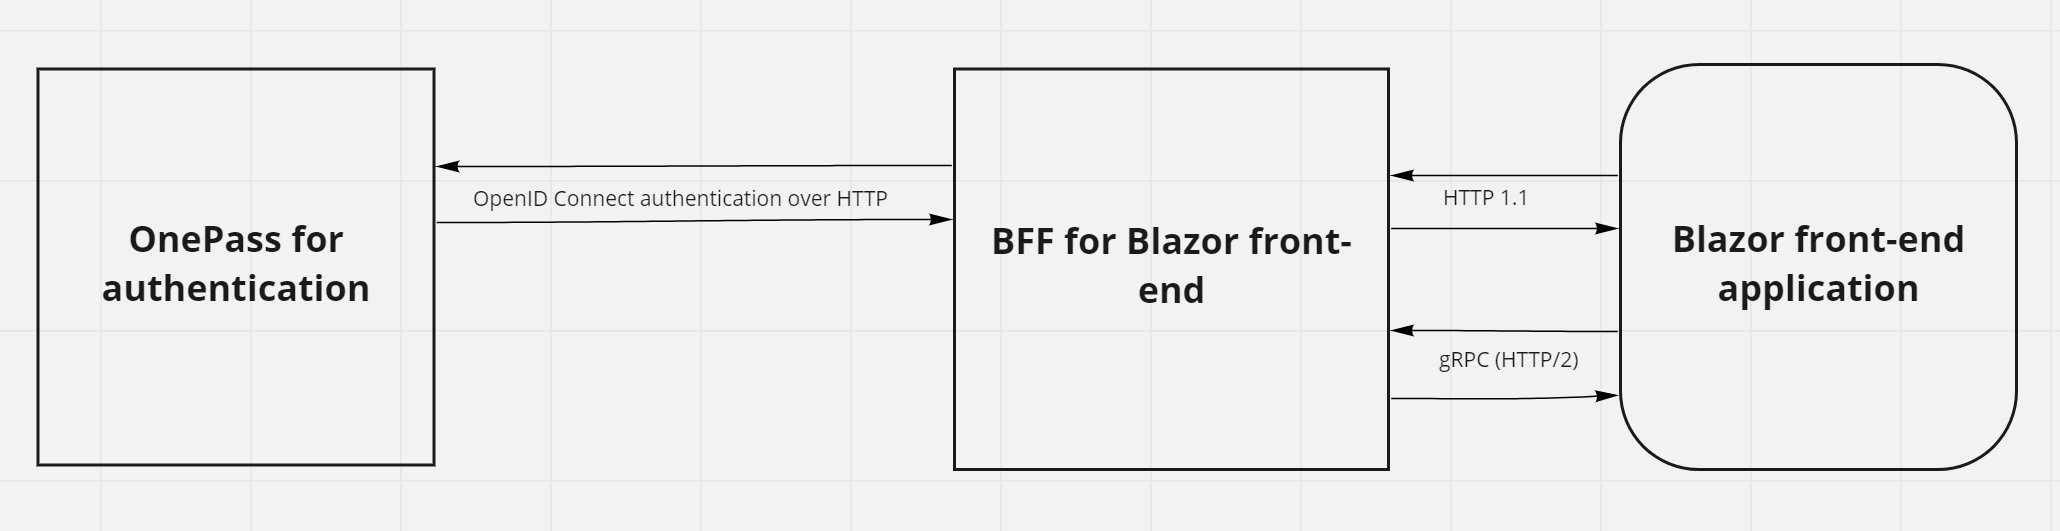 OnePass for
authentication
OpenID Connect authentication over HTTP
BFF for Blazor front-
end
HTTP 1.1
gRPC (HTTP/2)
Blazor front-end
application